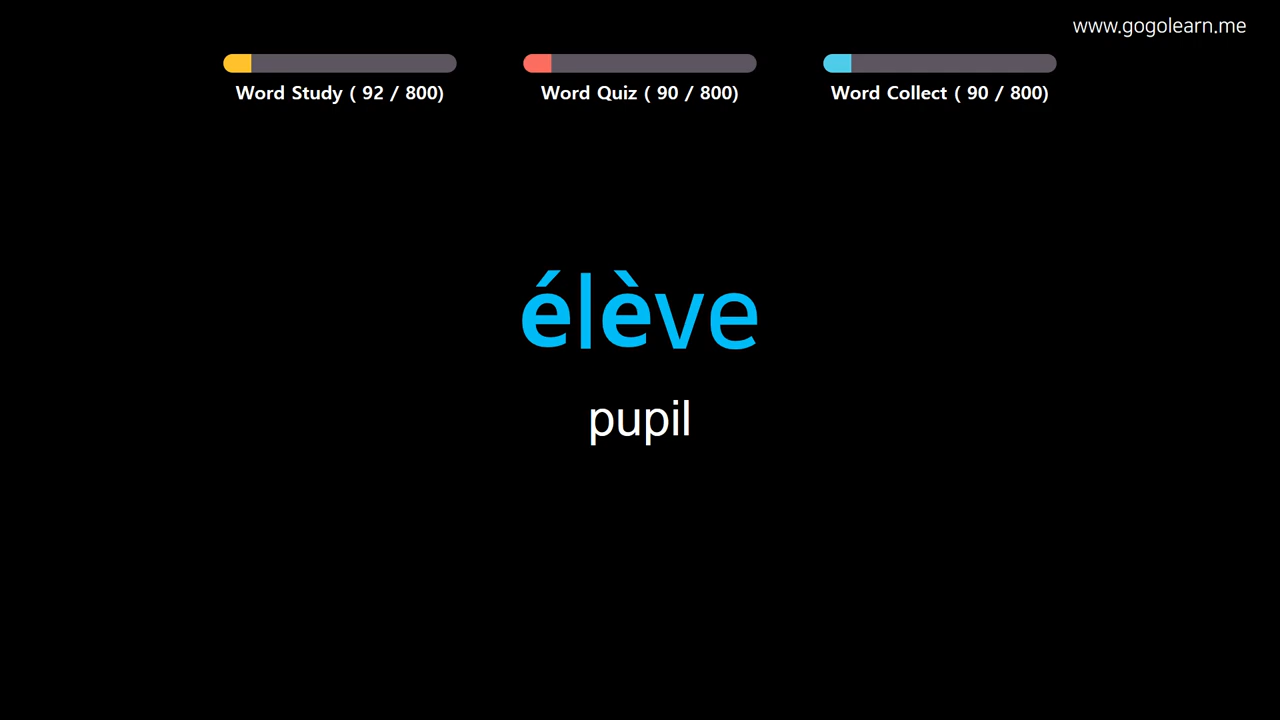 www.gogolearn.me
Word Study ( 92 / 800)
Word Quiz ( 90 / 800)
Word Collect ( 90 / 800)
élève
pupil